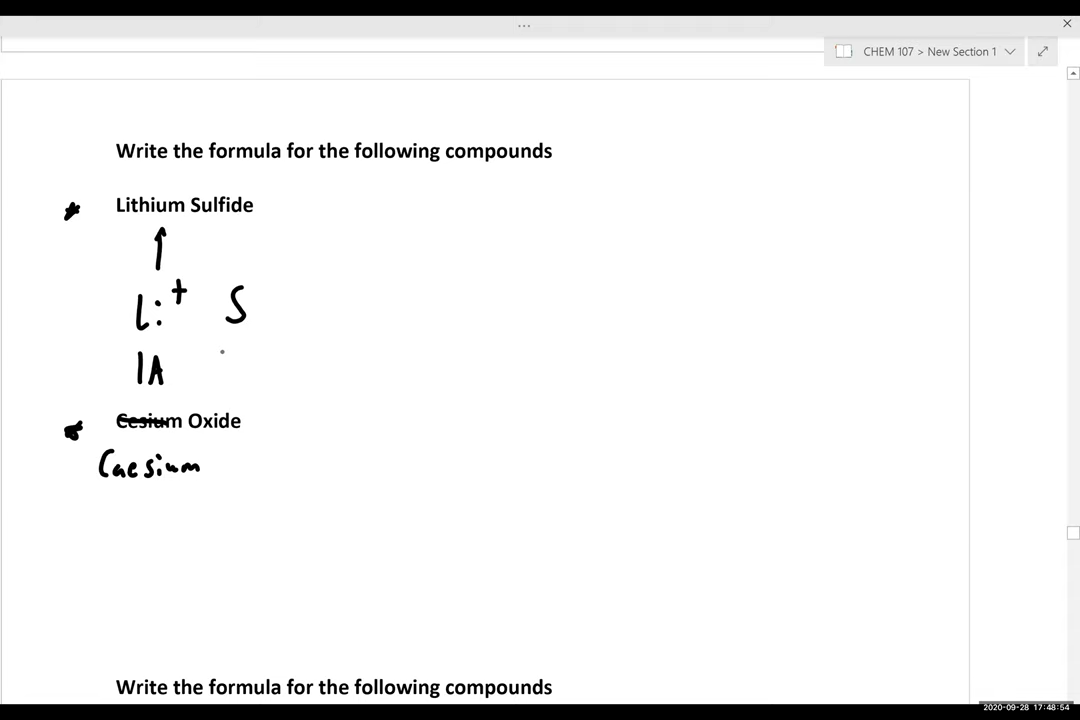 ...
CHEM 107 > New Section 1
Write the formula for the following compounds
Lithium Sulfide
Li+ S
IA
Cesium Oxide
Caesium
Write the formula for the following compounds
2020-09-28 17:48:54